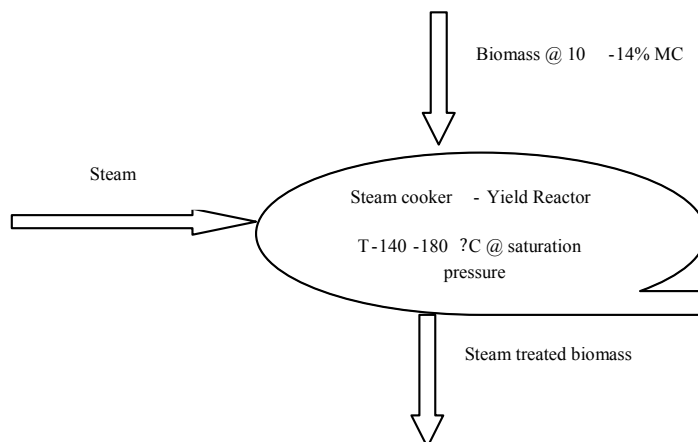 Biomass @ 10 -14% MC
Steam
Steam cooker - Yield Reactor
T-140 -180 ?C @ saturation
pressure
Steam treated biomass